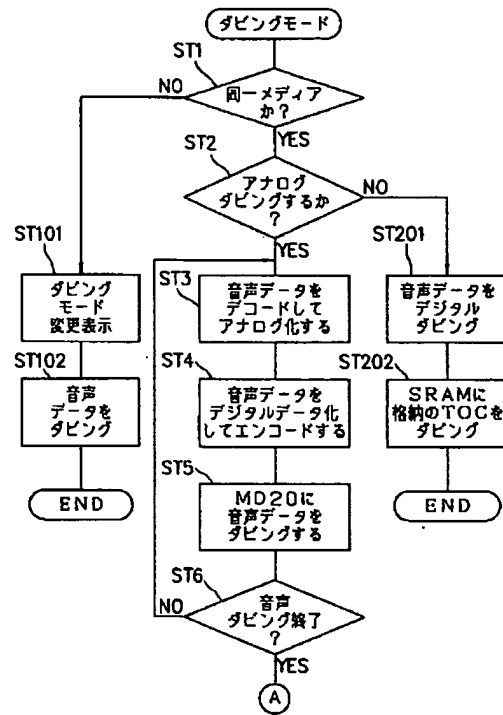 ダビングモード
ST1
NO
同一メディア
か?
YES
ST2
アナログ
ダビングするか
?
NO
YES
ST101
ダビング
モード
変更表示
ST102
音声
データを
ダビング
END
ST3
音声データを
デコードして
アナログ化する
ST4
音声データを
デジタルデータ化
してエンコードする
ST5
MD20に
音声データを
ダビングする
ST6
NO
音声
ダビング終了
?
YES
A
ST201
音声データを
デジタル
ダビング
ST202
SRAMに
格納のTOCを
ダビング
END